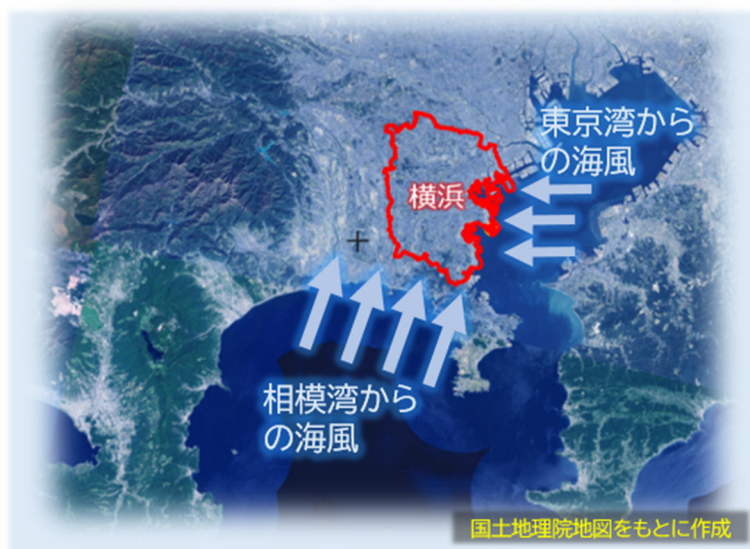 東京湾から
の海風
横浜
相模湾から
の海風
国土地理院地図をもとに作成